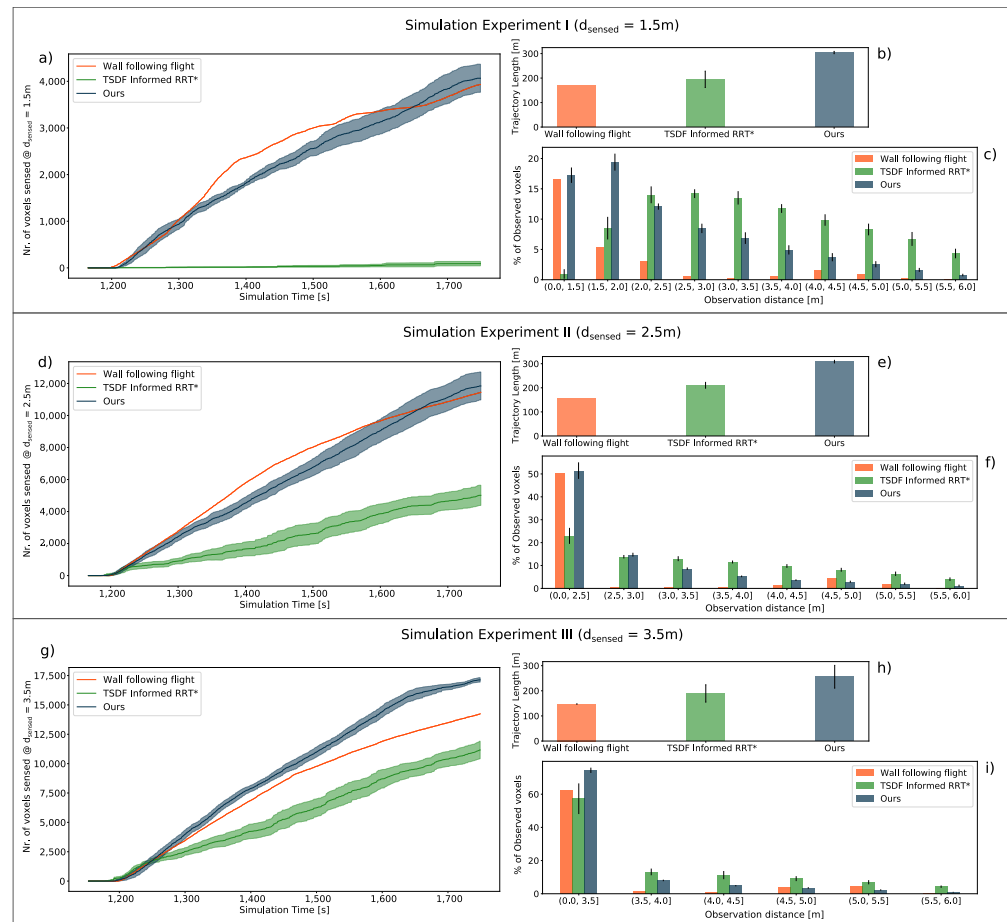 Simulation Experiment I (d_sensed = 1.5m)
a)
Wall following flight
TSDF Informed RRT*
Ours
Nr. of voxels sensed @ d_sensed = 1.5m
4,000
3,000
2,000
1,000
0
1,200 1,300 1,400 1,500 1,600 1,700
Simulation Time [s]
b)
Trajectory Length [m]
300
200
100
0
Wall following flight TSDF Informed RRT* Ours
c)
Wall following flight
TSDF Informed RRT*
Ours
% of Observed voxels
20
15
10
5
0
(0.0, 1.5] (1.5, 2.0] (2.0, 2.5] (2.5, 3.0] (3.0, 3.5] (3.5, 4.0] (4.0, 4.5] (4.5, 5.0] (5.0, 5.5] (5.5, 6.0]
Observation distance [m]
Simulation Experiment II (d_sensed = 2.5m)
d)
Wall following flight
TSDF Informed RRT*
Ours
Nr. of voxels sensed @ d_sensed = 2.5m
12,000
10,000
8,000
6,000
4,000
2,000
0
1,200 1,300 1,400 1,500 1,600 1,700
Simulation Time [s]
e)
Trajectory Length [m]
300
200
100
0
Wall following flight TSDF Informed RRT* Ours
f)
Wall following flight
TSDF Informed RRT*
Ours
% of Observed voxels
50
40
30
20
10
0
(0.0, 2.5] (2.5, 3.0] (3.0, 3.5] (3.5, 4.0] (4.0, 4.5] (4.5, 5.0] (5.0, 5.5] (5.5, 6.0]
Observation distance [m]
Simulation Experiment III (d_sensed = 3.5m)
g)
Wall following flight
TSDF Informed RRT*
Ours
Nr. of voxels sensed @ d_sensed = 3.5m
17,500
15,000
12,500
10,000
7,500
5,000
2,500
0
1,200 1,300 1,400 1,500 1,600 1,700
Simulation Time [s]
h)
Trajectory Length [m]
300
200
100
0
Wall following flight TSDF Informed RRT* Ours
i)
Wall following flight
TSDF Informed RRT*
Ours
% of Observed voxels
60
40
20
0
(0.0, 3.5] (3.5, 4.0] (4.0, 4.5] (4.5, 5.0] (5.0, 5.5] (5.5, 6.0]
Observation distance [m]